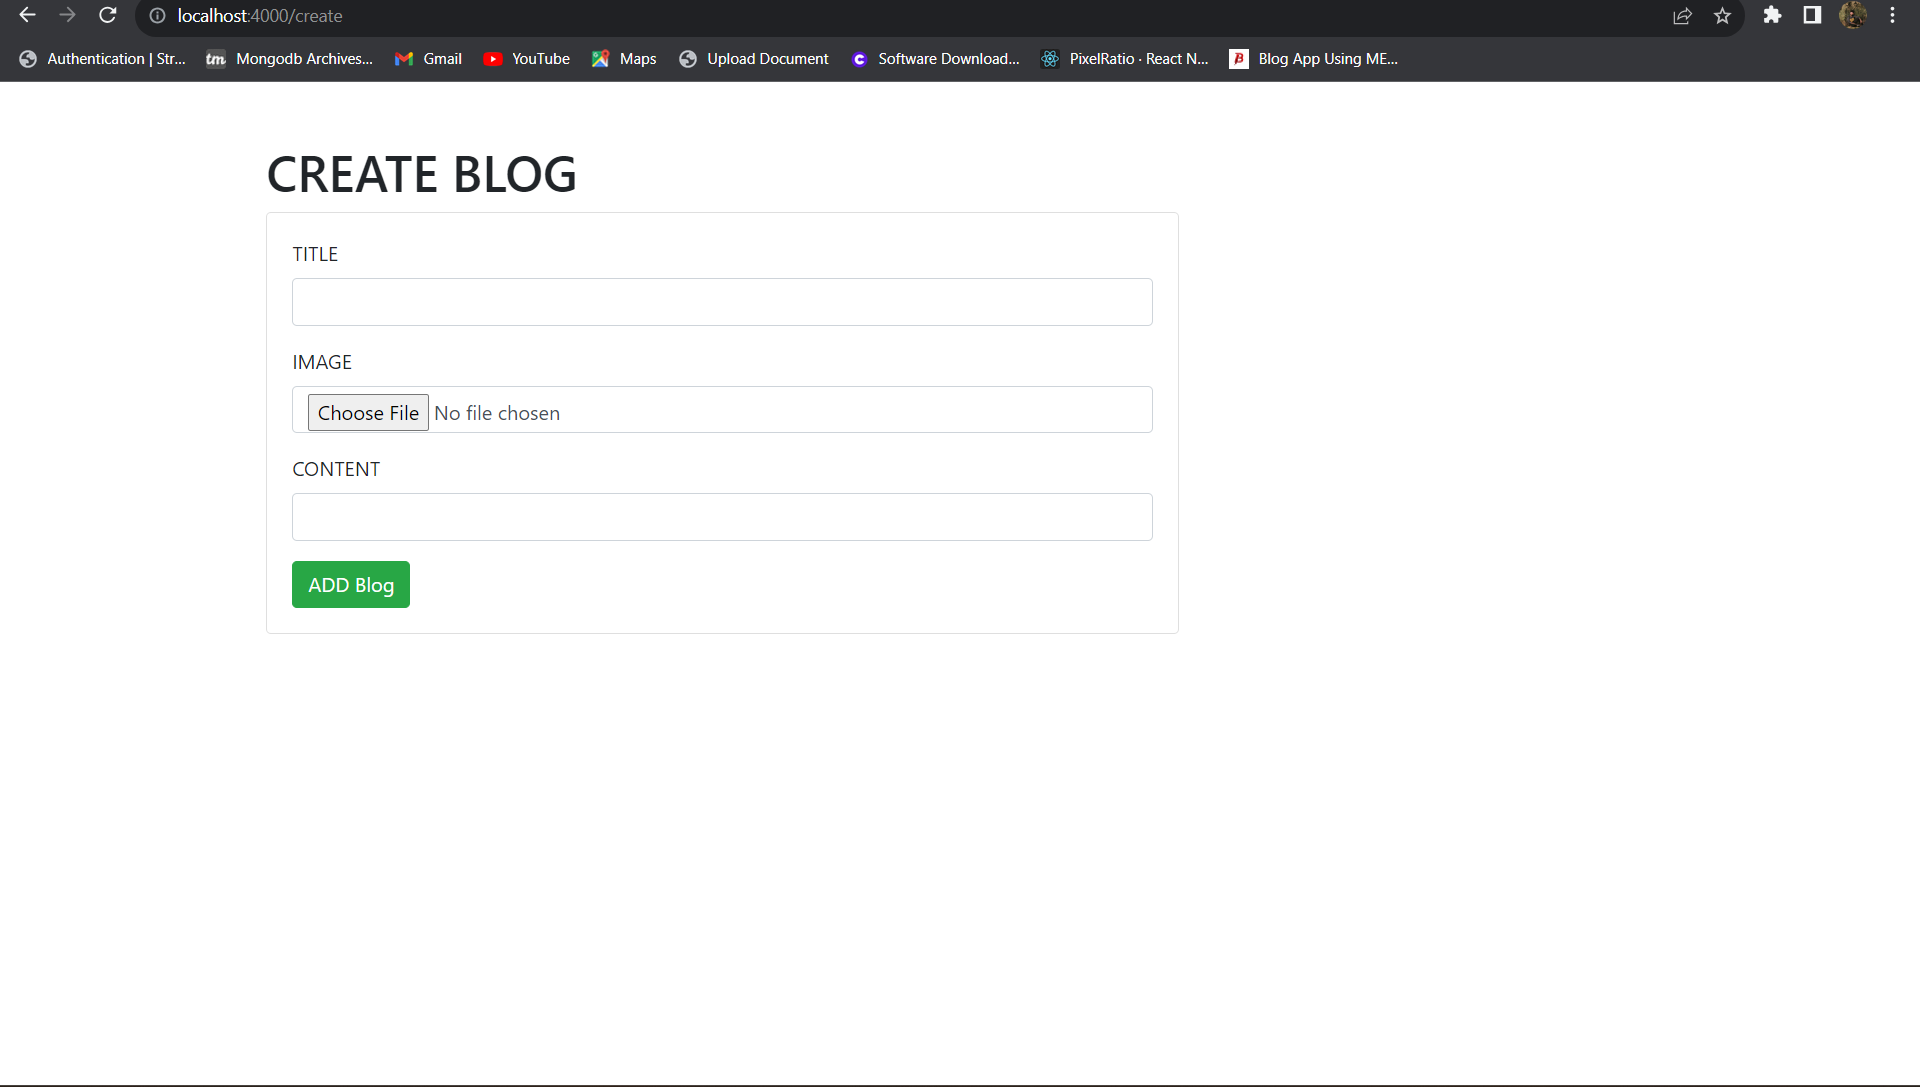 localhost:4000/create
Authentication | Str... tm Mongodb Archives... Gmail YouTube Maps Upload Document C Software Download... PixelRatio · React N... B Blog App Using ME...
CREATE BLOG
TITLE
IMAGE
Choose File No file chosen
CONTENT
ADD Blog